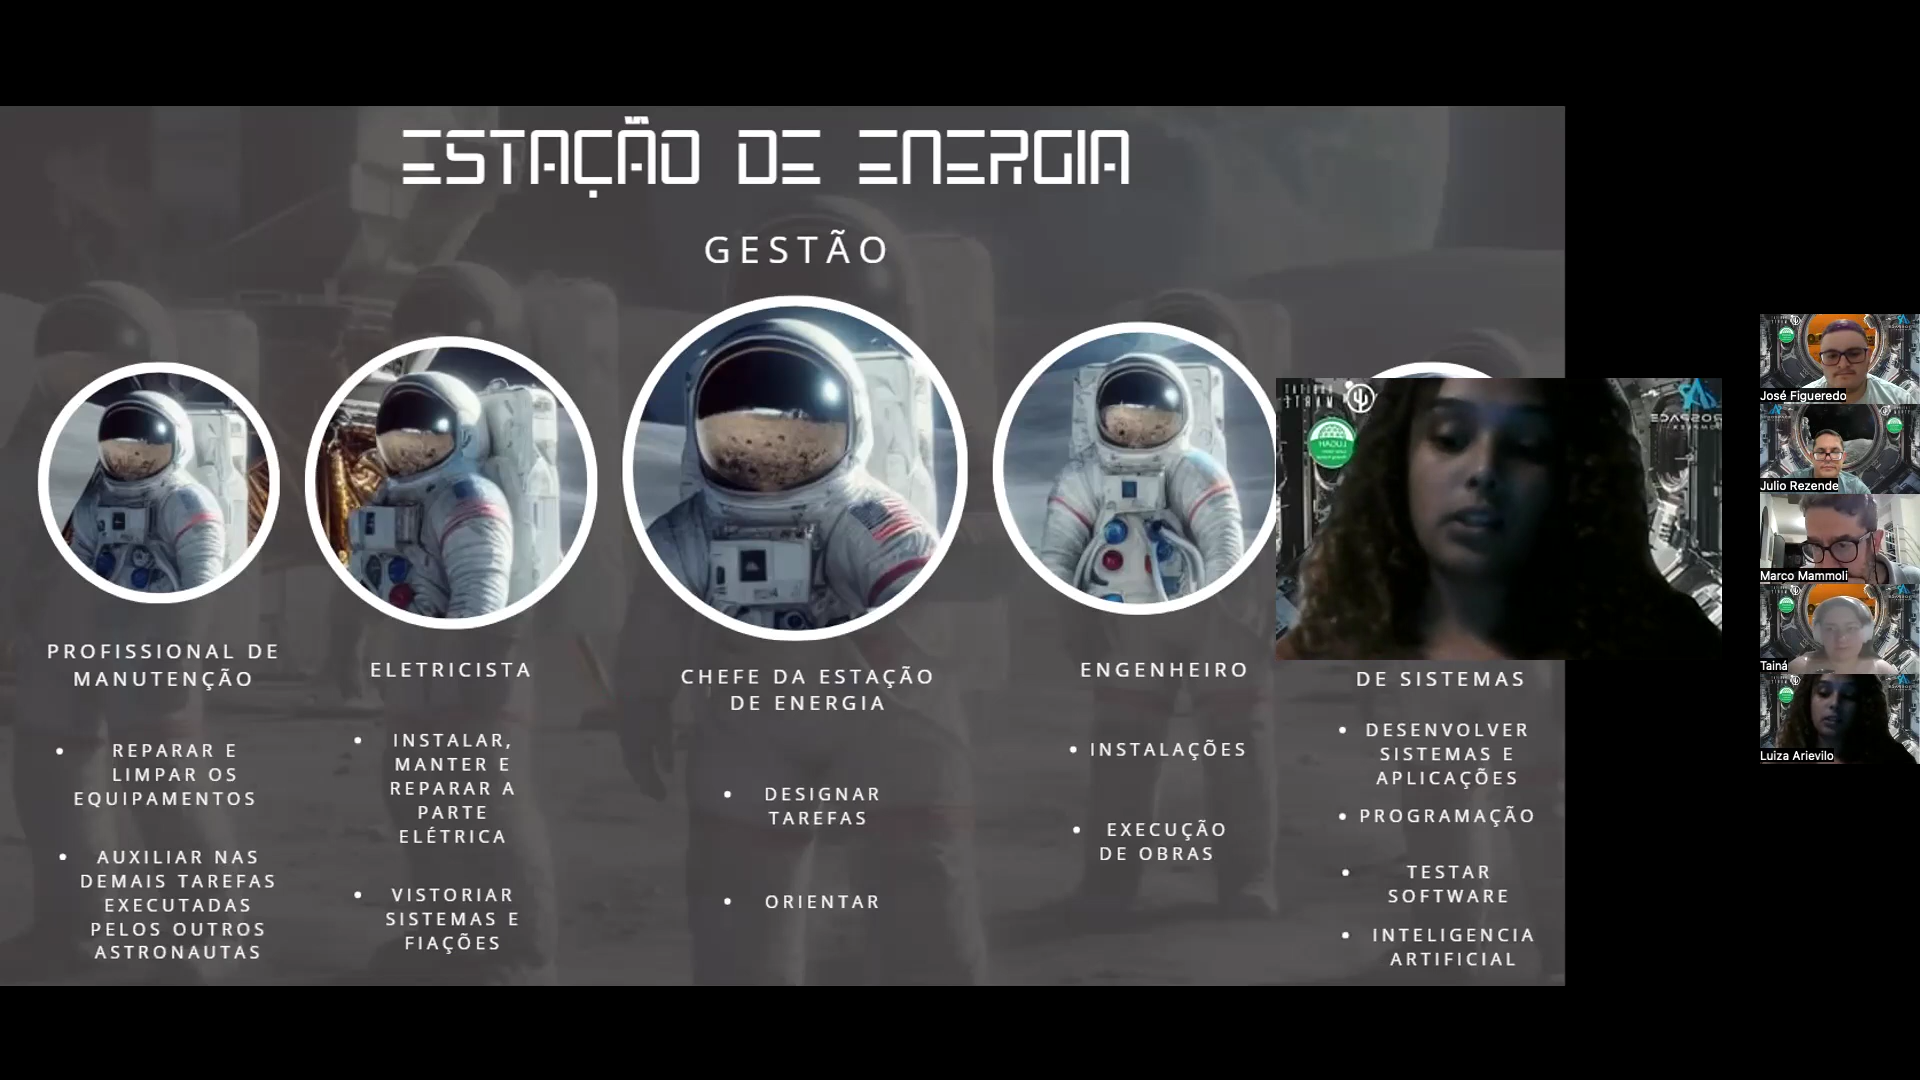 ESTAÇÃO DE ENERGIA
GESTÃO
PROFISSIONAL DE
MANUTENÇÃO
REPARAR E
LIMPAR OS
EQUIPAMENTOS
AUXILIAR NAS
DEMAIS TAREFAS
EXECUTADAS
PELOS OUTROS
ASTRONAUTAS
ELETRICISTA
INSTALAR,
MANTER E
REPARAR A
PARTE
ELÉTRICA
VISTORIAR
SISTEMAS E
FIAÇÕES
CHEFE DA ESTAÇÃO
DE ENERGIA
DESIGNAR
TAREFAS
ORIENTAR
ENGENHEIRO
INSTALAÇÕES
EXECUÇÃO
DE OBRAS
DE SISTEMAS
DESENVOLVER
SISTEMAS E
APLICAÇÕES
PROGRAMAÇÃO
TESTAR
SOFTWARE
INTELIGENCIA
ARTIFICIAL
HABITAT
MARTE
José Figueredo
Julio Rezende
Marco Mammoli
Tainá
Luiza Arievilo